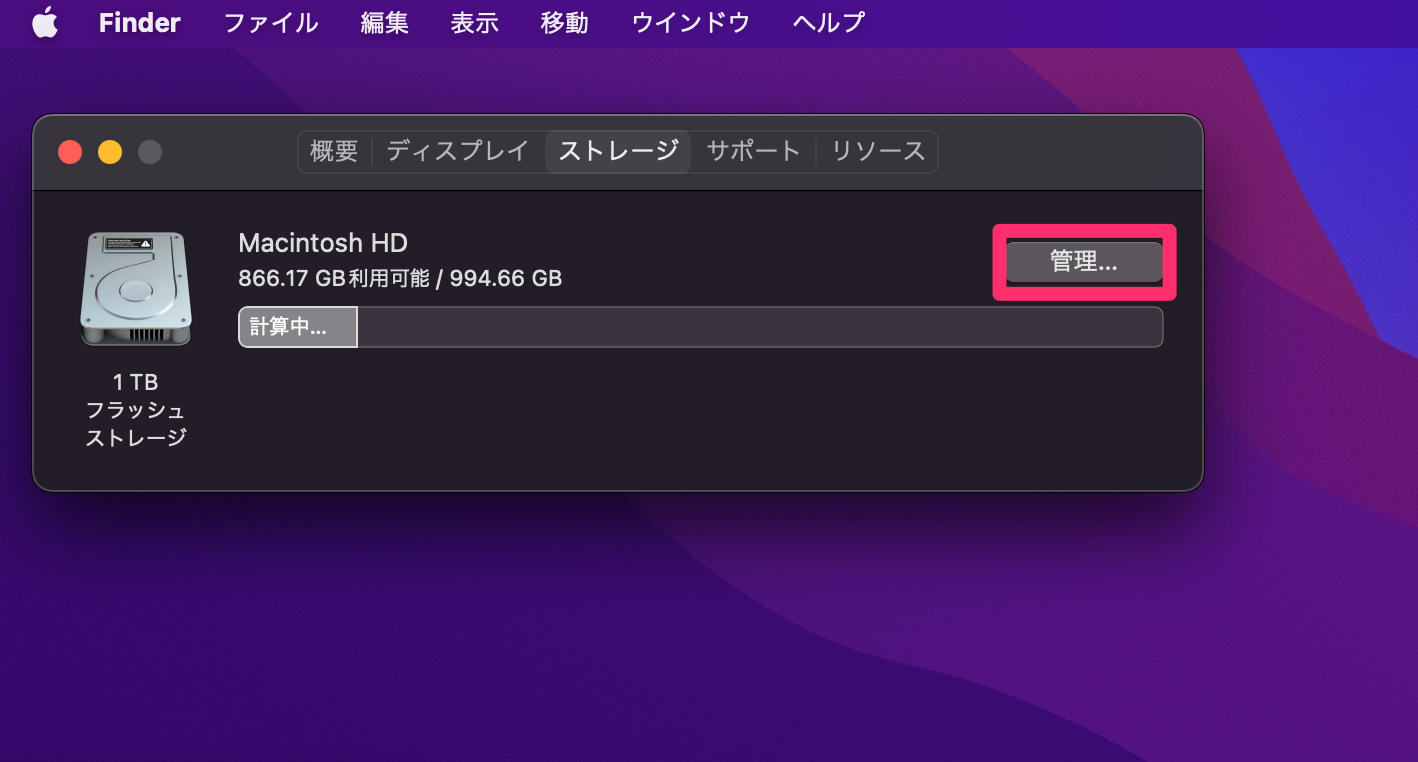 Finder ファイル 編集 表示 移動 ウインドウ ヘルプ
概要 ディスプレイ ストレージ サポート リソース
Macintosh HD
866.17 GB利用可能 / 994.66 GB
管理...
計算中...
1 TB
フラッシュ
ストレージ